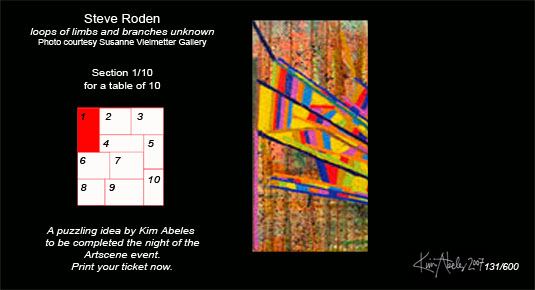 Steve Roden
loops of limbs and branches unknown
Photo courtesy Susanne Vielmetter Gallery
Section 1/10
for a table of 10
1 2 3
4 5
6 7
8 9 10
A puzzling idea by Kim Abeles
to be completed the night of the
Artscene event.
Print your ticket now.
Kim Abeles 2007 131/600